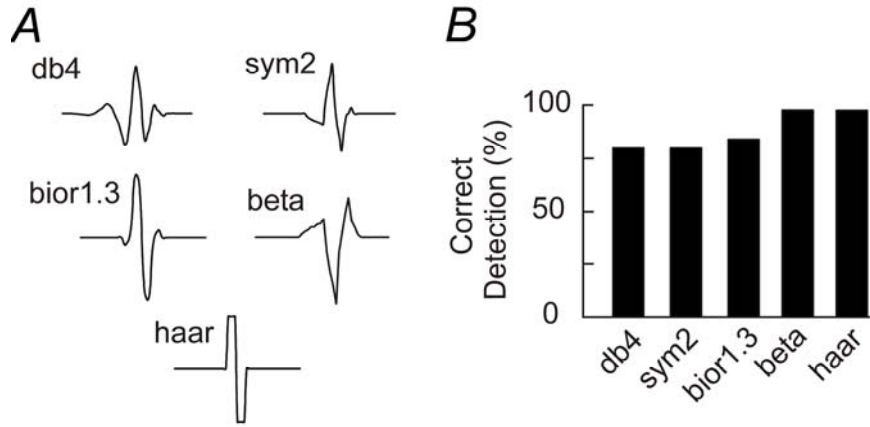 A
db4
sym2
bior1.3
beta
haar
B
Correct
Detection (%)
100
50
0
db4
sym2
bior1.3
beta
haar